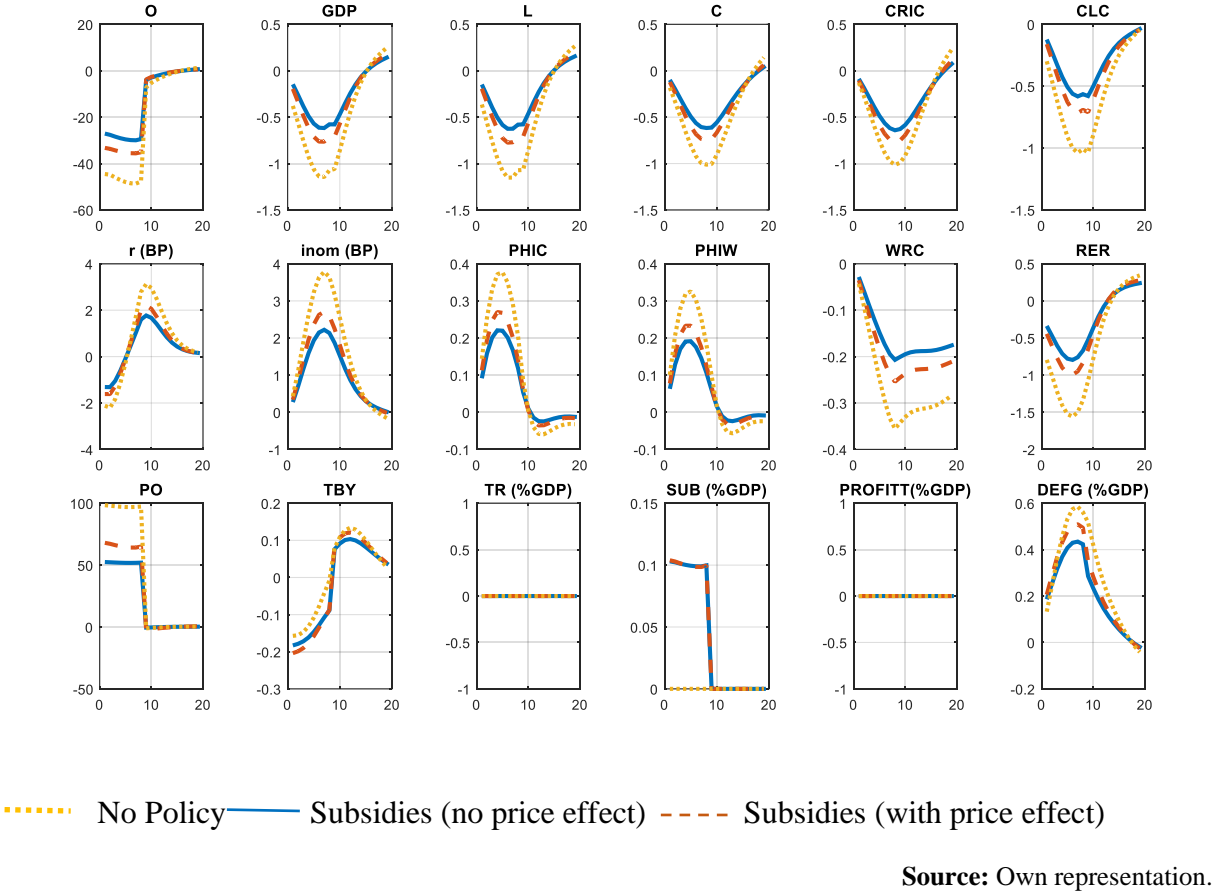 O GDP L C CRIC CLC
20 0.5 0.5 0.5 0.5 0
0 0 0 0 0
-20 -0.5 -0.5 -0.5 -0.5 -0.5
-40 -1 -1 -1 -1 -1
-60 -1.5 -1.5 -1.5 -1.5 -1.5
0 10 20 0 10 20 0 10 20 0 10 20 0 10 20 0 10 20
r (BP) inom (BP) PHIC PHIW WRC RER
4 4 0.4 0.4 0 0.5
3 0.3 0.3 0
2 -0.1
2 0.2 0.2 -0.5
0 -0.2
1 0.1 0.1 -1
-2 -0.3
0 0 0 -1.5
-4 -1 -0.1 -0.1 -0.4 -2
0 10 20 0 10 20 0 10 20 0 10 20 0 10 20 0 10 20
PO TBY TR (%GDP) SUB (%GDP) PROFITT(%GDP) DEFG (%GDP)
100 0.2 1 0.15 1 0.6
0.1
50 0.5 0.1 0.5 0.4
0
0 0 0 0.2
-0.1
0.05
-0.5 -0.5 0
-0.2
-50 -0.3 -1 0 -1 -0.2
0 10 20 0 10 20 0 10 20 0 10 20 0 10 20 0 10 20
No Policy Subsidies (no price effect) Subsidies (with price effect)
Source: Own representation.